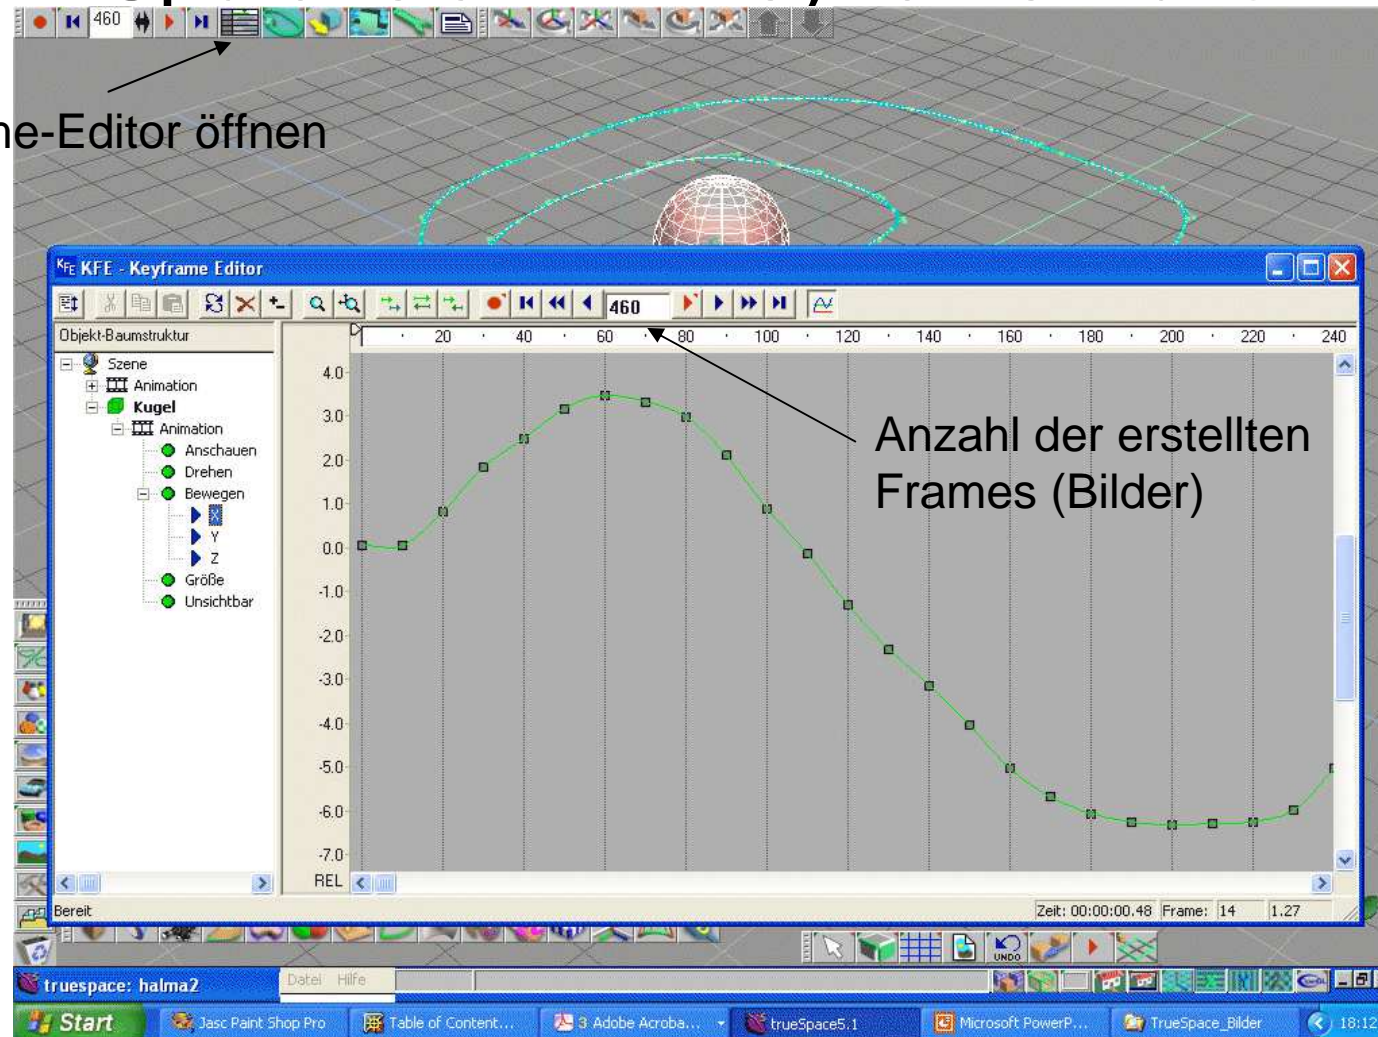 460
ne-Editor öffnen
KFE KFE - Keyframe Editor
460
Objekt-Baumstruktur
20 40 60 80 100 120 140 160 180 200 220 240
Szene
Animation
Kugel
Animation
Anschauen
Drehen
Bewegen
X
Y
Z
Größe
Unsichtbar
4.0
3.0
2.0
1.0
0.0
-1.0
-2.0
-3.0
-4.0
-5.0
-6.0
-7.0
REL
Anzahl der erstellten
Frames (Bilder)
Bereit
Zeit: 00:00:00.48 Frame: 14 1.27
UNDO
truespace: halma2
Datei Hilfe
Start
Jasc Paint Shop Pro
Table of Content...
3 Adobe Acroba...
trueSpace5.1
Microsoft PowerP...
TrueSpace_Bilder
18:12